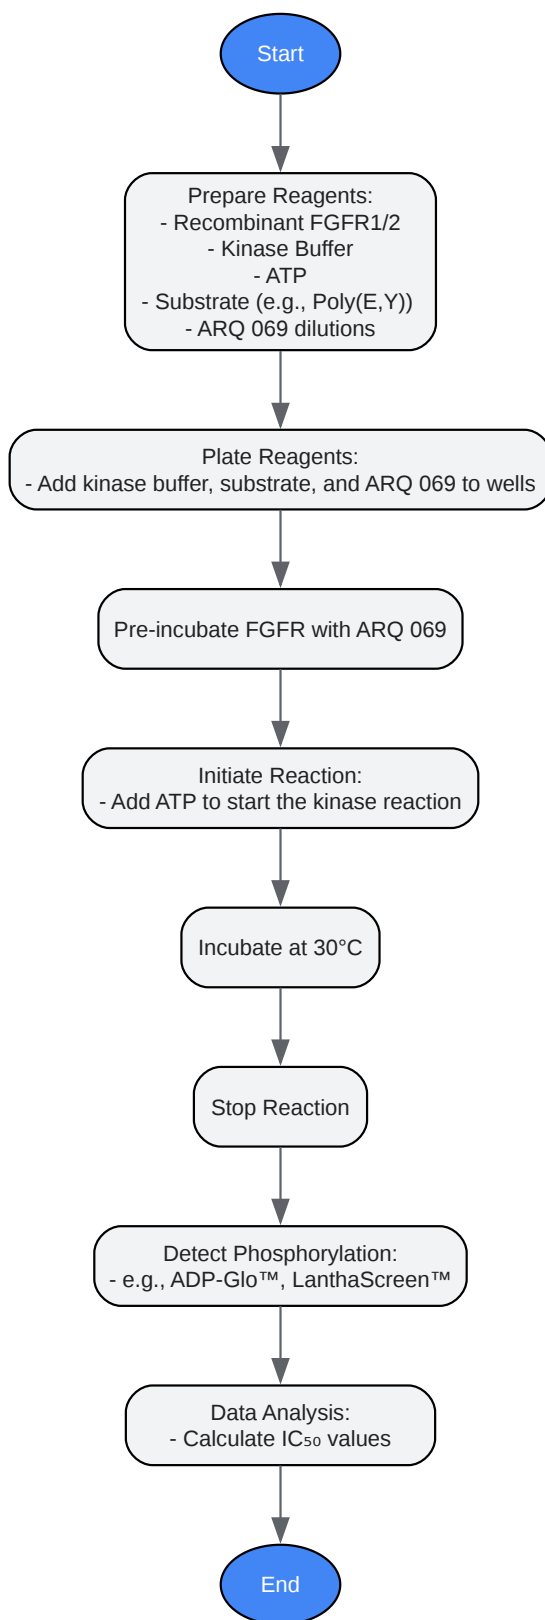 Start
Prepare Reagents:
- Recombinant FGFR1/2
- Kinase Buffer
- ATP
- Substrate (e.g., Poly(E,Y))
- ARQ 069 dilutions
Plate Reagents:
- Add kinase buffer, substrate, and ARQ 069 to wells
Pre-incubate FGFR with ARQ 069
Initiate Reaction:
- Add ATP to start the kinase reaction
Incubate at 30°C
Stop Reaction
Detect Phosphorylation:
- e.g., ADP-Glo™, LanthaScreen™
Data Analysis:
- Calculate IC₅₀ values
End